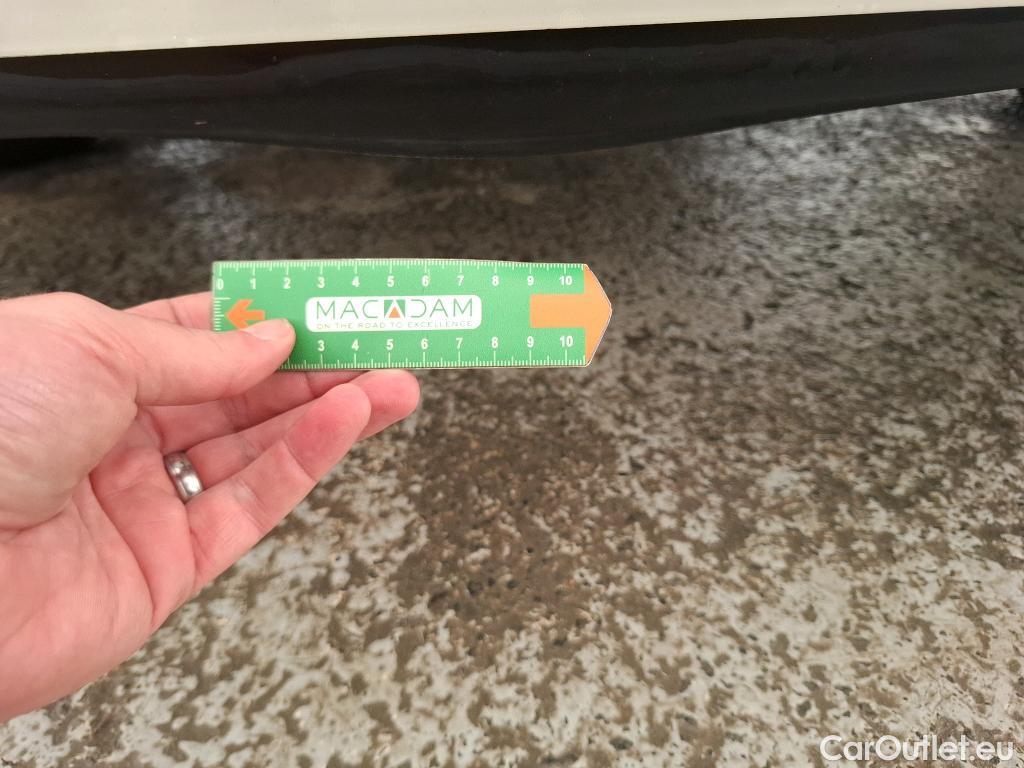 0 1 2 3 4 5 6 7 8 9 10
MACADAM
ON THE ROAD TO EXCELLENCE
3 4 5 6 7 8 9 10
CarOutlet.eu